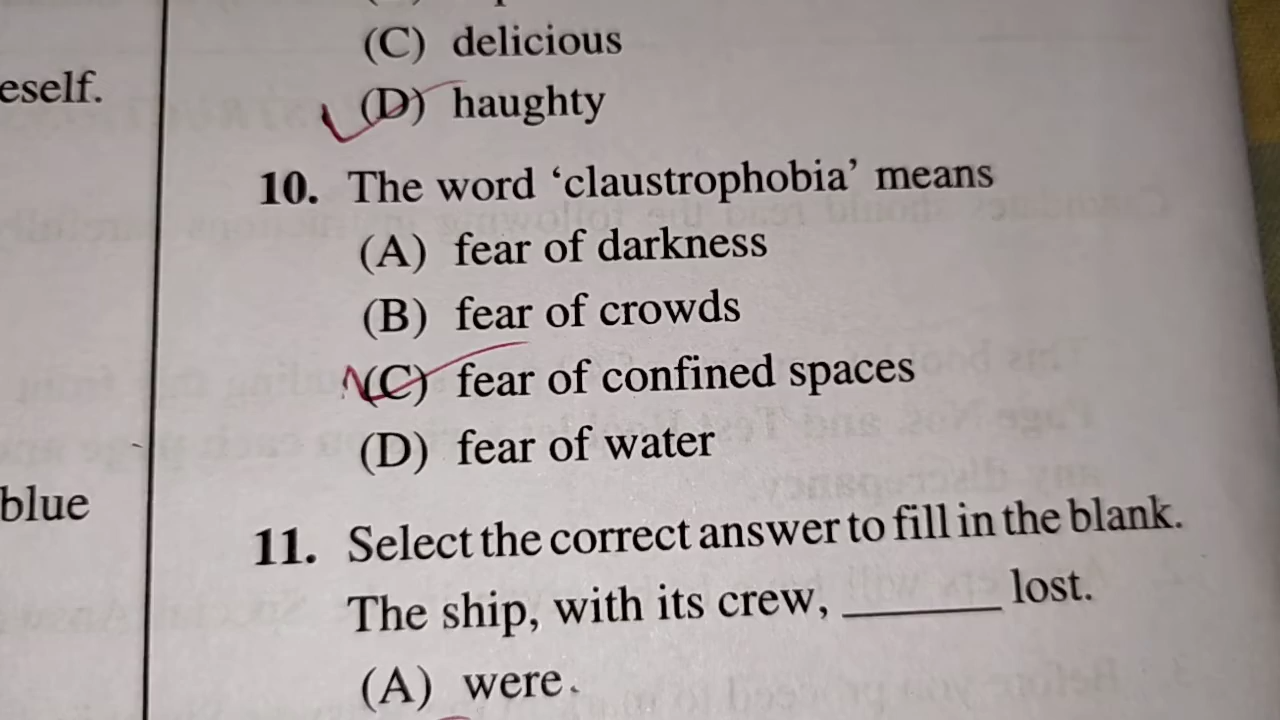 eself.
blue
(C) delicious
(D) haughty
10. The word ‘claustrophobia’ means
(A) fear of darkness
(B) fear of crowds
(C) fear of confined spaces
(D) fear of water
11. Select the correct answer to fill in the blank.
The ship, with its crew, _______ lost.
(A) were